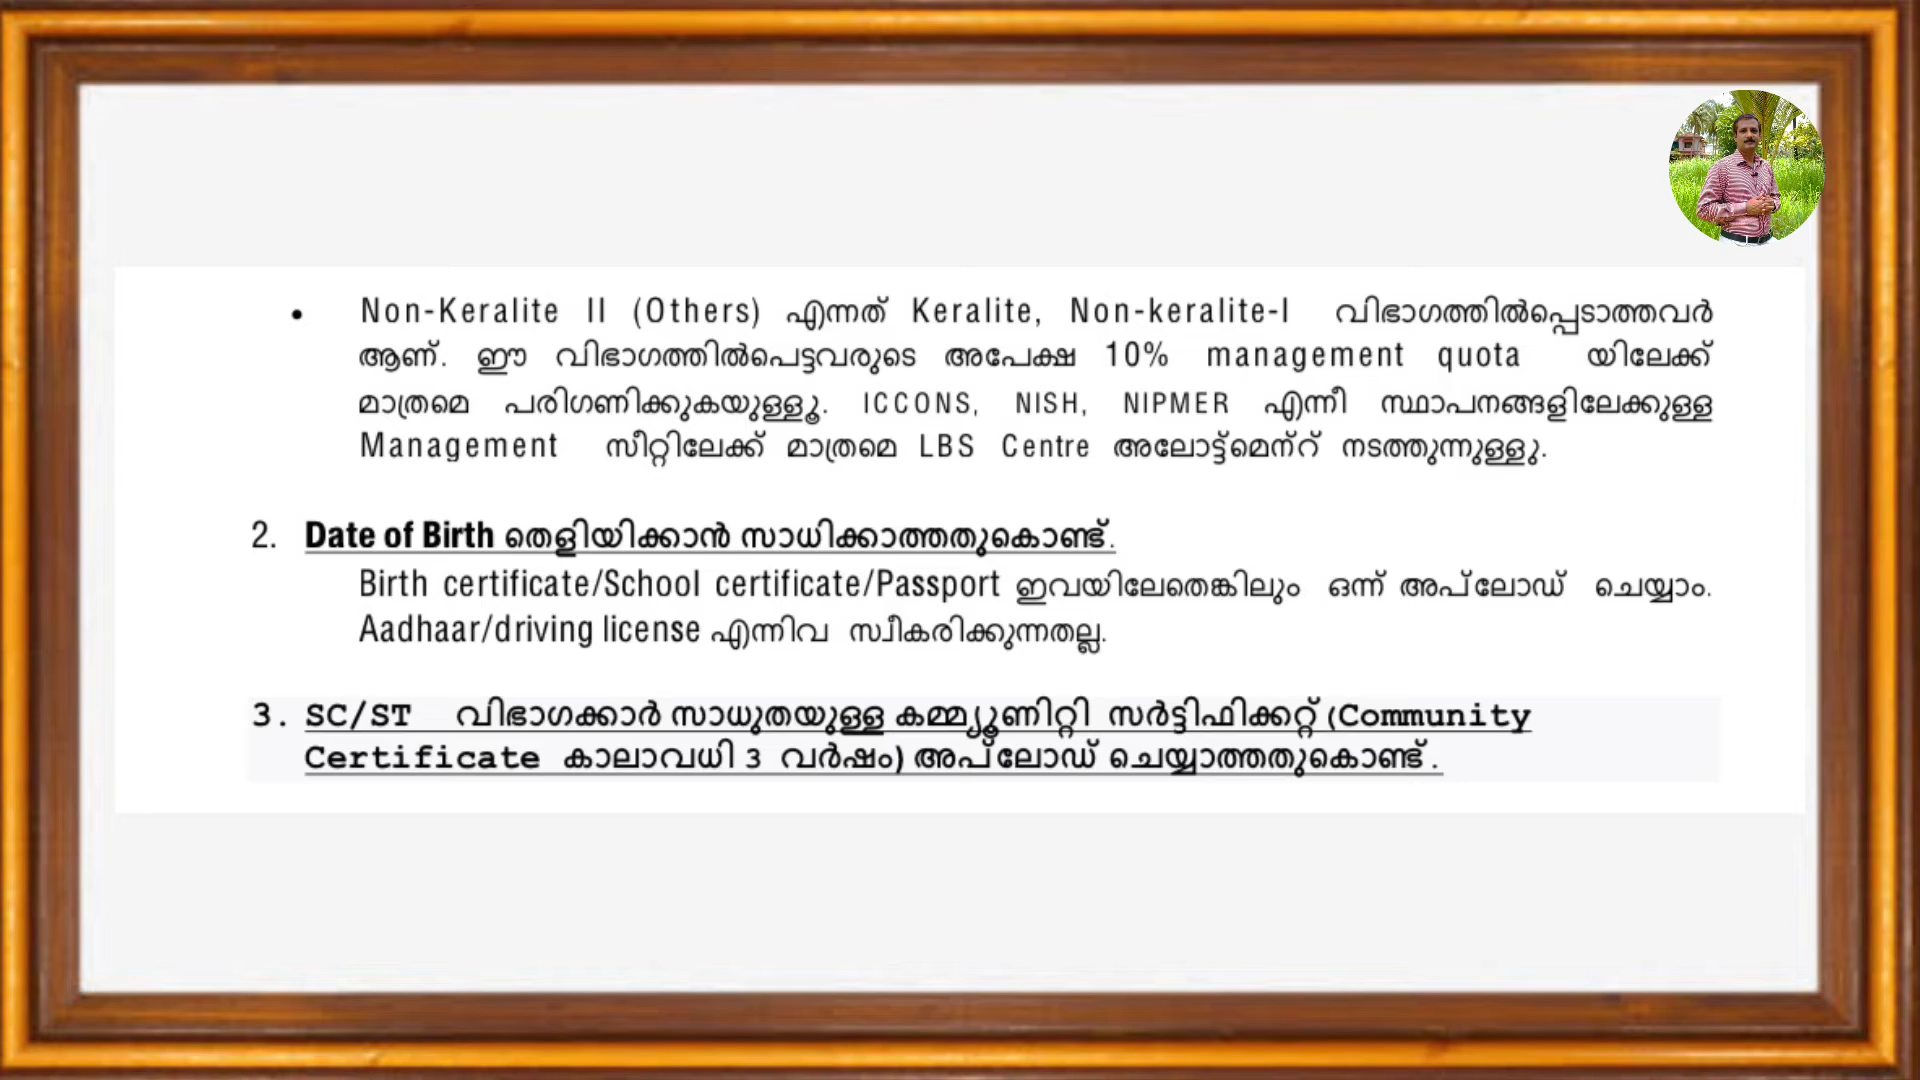 • Non-Keralite II (Others) എന്നത് Keralite, Non-keralite-I വിഭാഗത്തിൽപ്പെടാത്തവർ
ആണ്. ഈ വിഭാഗത്തിൽപെട്ടവരുടെ അപേക്ഷ 10% management quota യിലേക്ക്
മാത്രമെ പരിഗണിക്കുകയുള്ളൂ. ICCONS, NISH, NIPMER എന്നീ സ്ഥാപനങ്ങളിലേക്കുള്ള
Management സീറ്റിലേക്ക് മാത്രമെ LBS Centre അലോട്ട്മെന്റ് നടത്തുന്നുള്ളു.
2. Date of Birth തെളിയിക്കാൻ സാധിക്കാത്തതുകൊണ്ട്.
Birth certificate/School certificate/Passport ഇവയിലേതെങ്കിലും ഒന്ന് അപ്ലോഡ് ചെയ്യാം.
Aadhaar/driving license എന്നിവ സ്വീകരിക്കുന്നതല്ല.
3. SC/ST വിഭാഗക്കാർ സാധുതയുള്ള കമ്മ്യൂണിറ്റി സർട്ടിഫിക്കറ്റ് (Community
Certificate കാലാവധി 3 വർഷം) അപ്ലോഡ് ചെയ്യാത്തതുകൊണ്ട്.